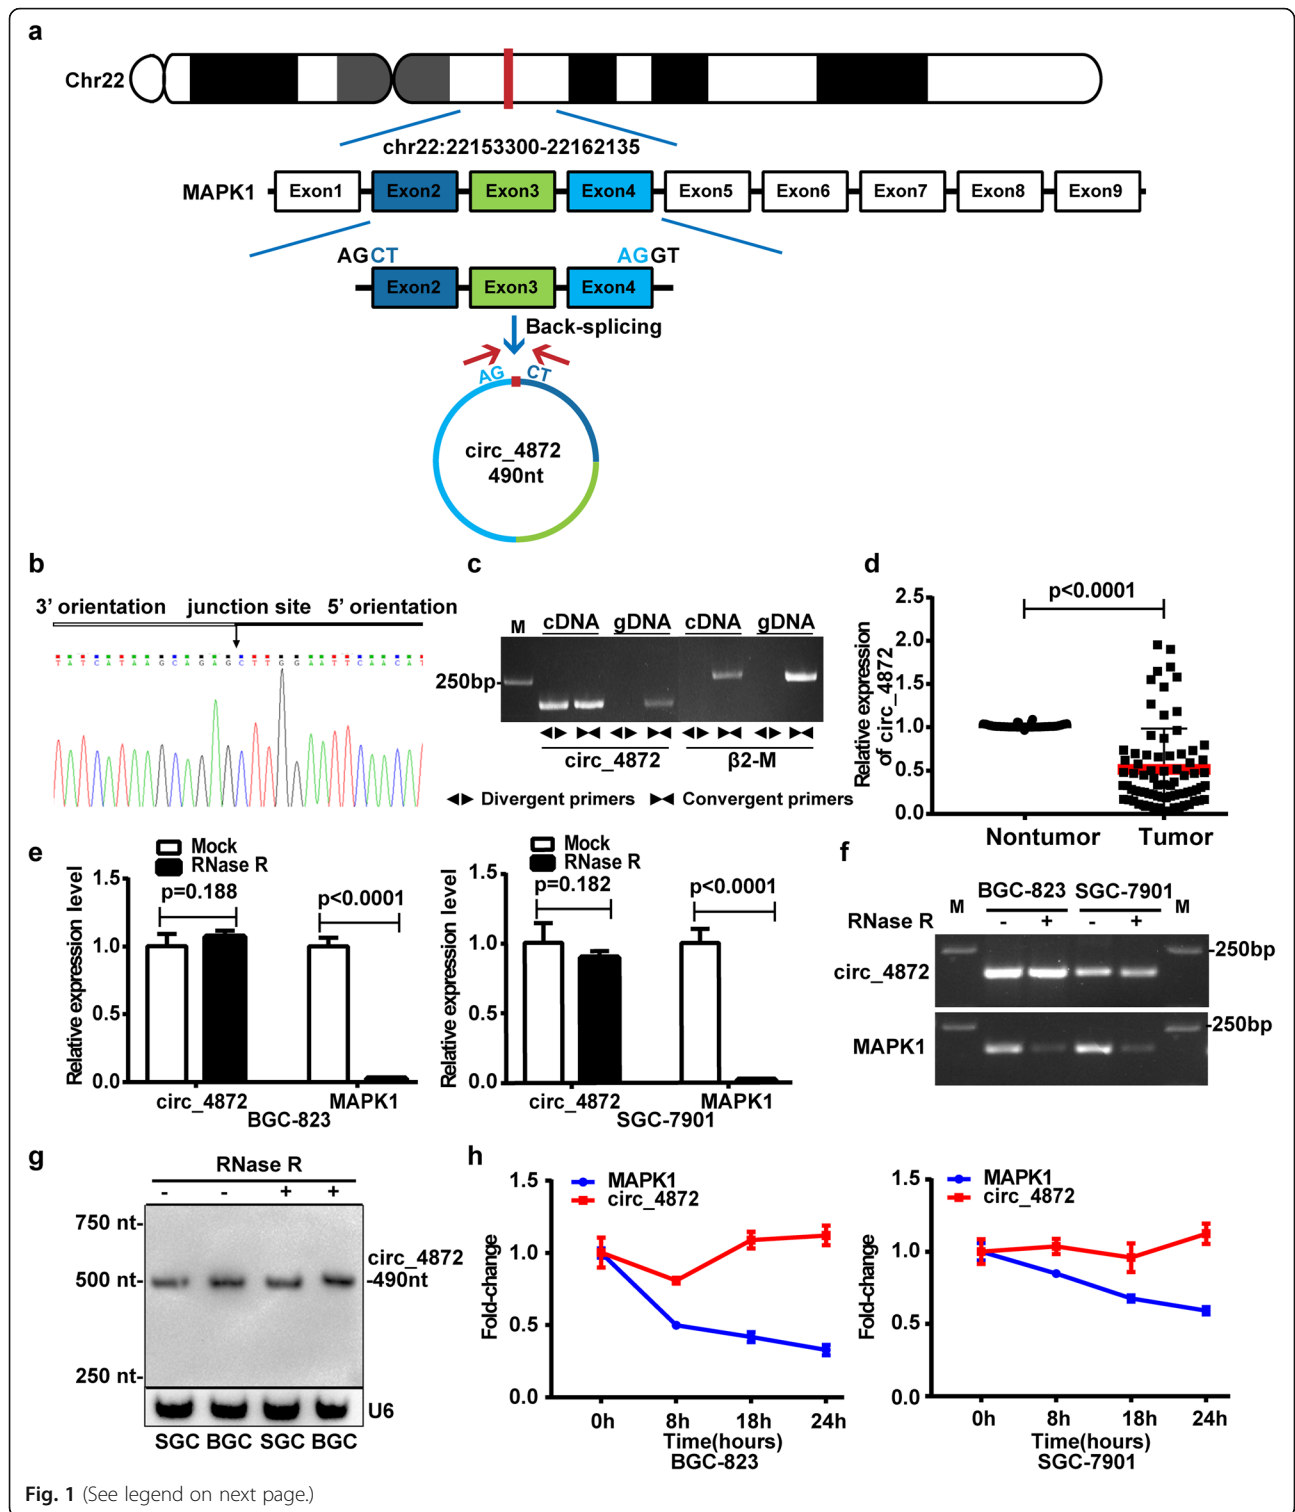 a
Chr22
chr22:22153300-22162135
MAPK1 Exon1 Exon2 Exon3 Exon4 Exon5 Exon6 Exon7 Exon8 Exon9
AGCT AGGT
Exon2 Exon3 Exon4
Back-splicing
AG CT
circ_4872
490nt
b
3’ orientation junction site 5’ orientation
T A T C A T A A G C A G A G C T T G G A A T T C A A C A T
c
M cDNA gDNA cDNA gDNA
250bp-
circ_4872 β2-M
Divergent primers Convergent primers
d
p<0.0001
Relative expression
of circ_4872
2.5
2.0
1.5
1.0
0.5
0.0
Nontumor Tumor
e
Mock
RNase R
p=0.188 p<0.0001
Relative expression level
1.5
1.0
0.5
0.0
circ_4872 MAPK1
BGC-823
Mock
RNase R
p=0.182 p<0.0001
Relative expression level
1.5
1.0
0.5
0.0
circ_4872 MAPK1
SGC-7901
f
BGC-823 SGC-7901
M M
RNase R - + - +
circ_4872 -250bp
MAPK1 -250bp
g
RNase R
- - + +
750 nt-
500 nt-
250 nt-
circ_4872
-490nt
U6
SGC BGC SGC BGC
h
MAPK1
circ_4872
Fold-change
1.5
1.0
0.5
0.0
0h 8h 18h 24h
Time(hours)
BGC-823
MAPK1
circ_4872
Fold-change
1.5
1.0
0.5
0.0
0h 8h 18h 24h
Time(hours)
SGC-7901
Fig. 1 (See legend on next page.)